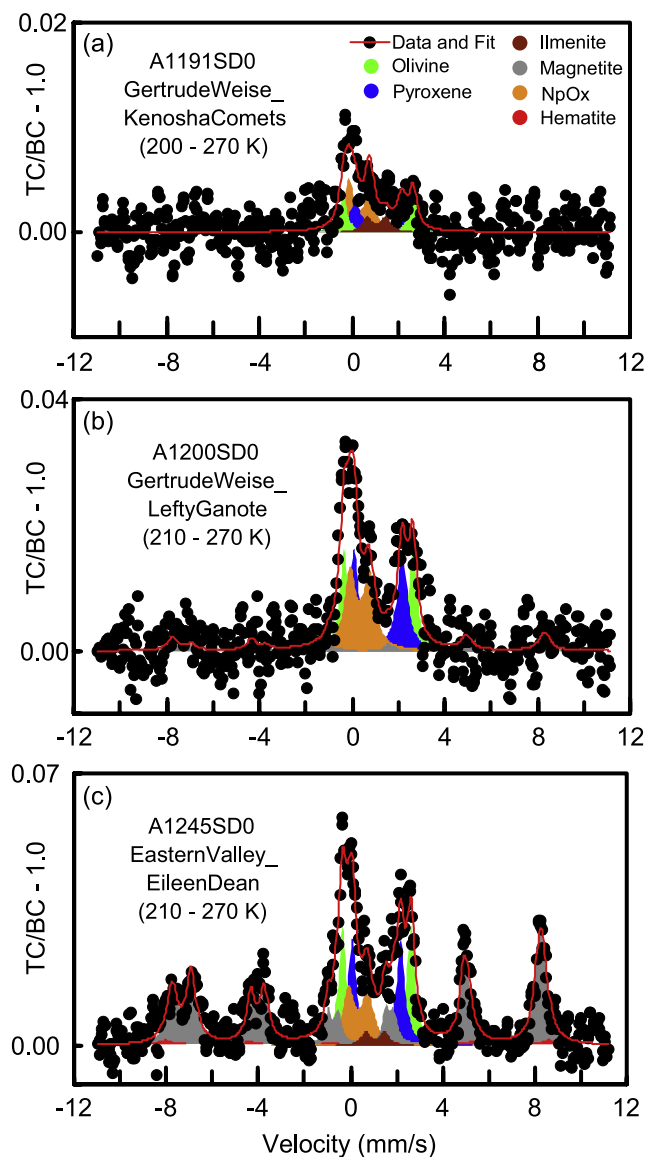 0.02
(a)
A1191SD0
GertrudeWeise_
KenoshaComets
(200 - 270 K)
Data and Fit
Olivine
Pyroxene
Ilmenite
Magnetite
NpOx
Hematite
TC/BC - 1.0
0.00
-12 -8 -4 0 4 8 12
0.04
(b)
A1200SD0
GertrudeWeise_
LeftyGanote
(210 - 270 K)
TC/BC - 1.0
0.00
-12 -8 -4 0 4 8 12
0.07
(c)
A1245SD0
EasternValley_
EileenDean
(210 - 270 K)
TC/BC - 1.0
0.00
-12 -8 -4 0 4 8 12
Velocity (mm/s)